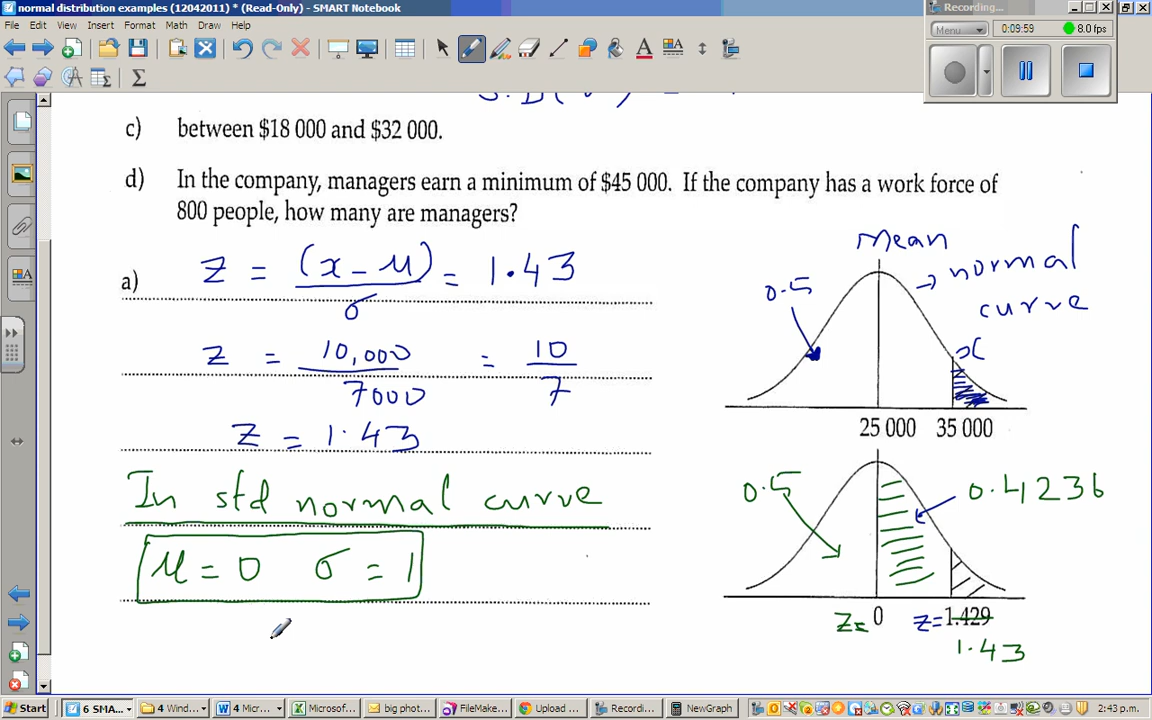 normal distribution examples (12042011) * (Read-Only) - SMART Notebook
Recording...
File Edit View Insert Format Math Draw Tools Help
Menu
0:09:59
8.0 fps
c) between $18 000 and $32 000.
d) In the company, managers earn a minimum of $45 000. If the company has a work force of
800 people, how many are managers?
a) z = (x - μ)/σ = 1.43
z = 10,000/7000 = 10/7
z = 1.43
In std normal curve
μ = 0 σ = 1
Mean
normal
curve
0.5
x
25 000 35 000
0.5
0.4236
z= 0 z= 1.429
1.43
Start
6 SMA...
4 Wind...
4 Micr...
Microsof...
big phot...
FileMake...
Upload ...
Recordi...
NewGraph
2:43 p.m.